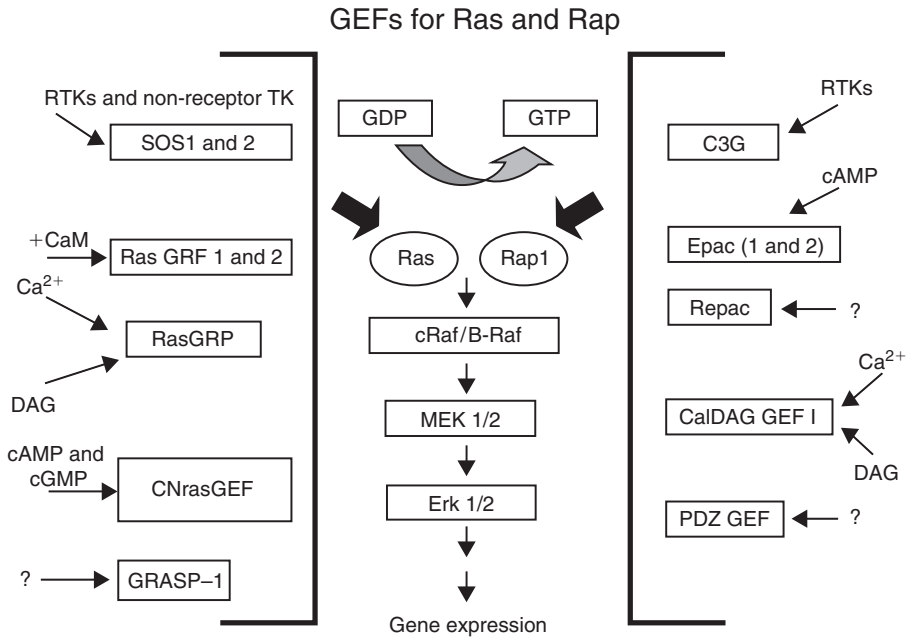 GEFs for Ras and Rap
RTKs and non-receptor TK
SOS1 and 2
+CaM
Ras GRF 1 and 2
Ca2+
RasGRP
DAG
cAMP and
cGMP
CNrasGEF
?
GRASP–1
GDP
GTP
Ras
Rap1
cRaf/B-Raf
MEK 1/2
Erk 1/2
Gene expression
RTKs
C3G
cAMP
Epac (1 and 2)
Repac
?
Ca2+
CalDAG GEF I
DAG
PDZ GEF
?